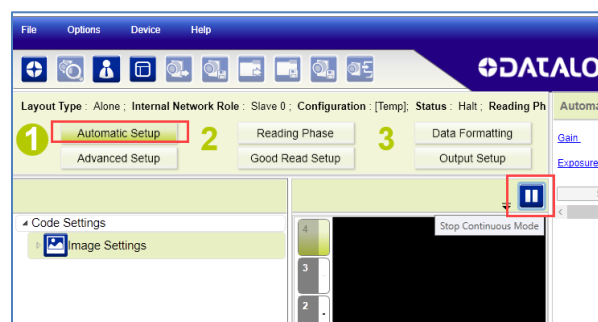 File Options Device Help
DATALO
Layout Type : Alone ; Internal Network Role : Slave 0 ; Configuration : [Temp]; Status : Halt ; Reading Ph
Automa
1 Automatic Setup 2 Reading Phase 3 Data Formatting
Gain
Advanced Setup Good Read Setup Output Setup
Exposure
Code Settings
Stop Continuous Mode
4
Image Settings
3
2